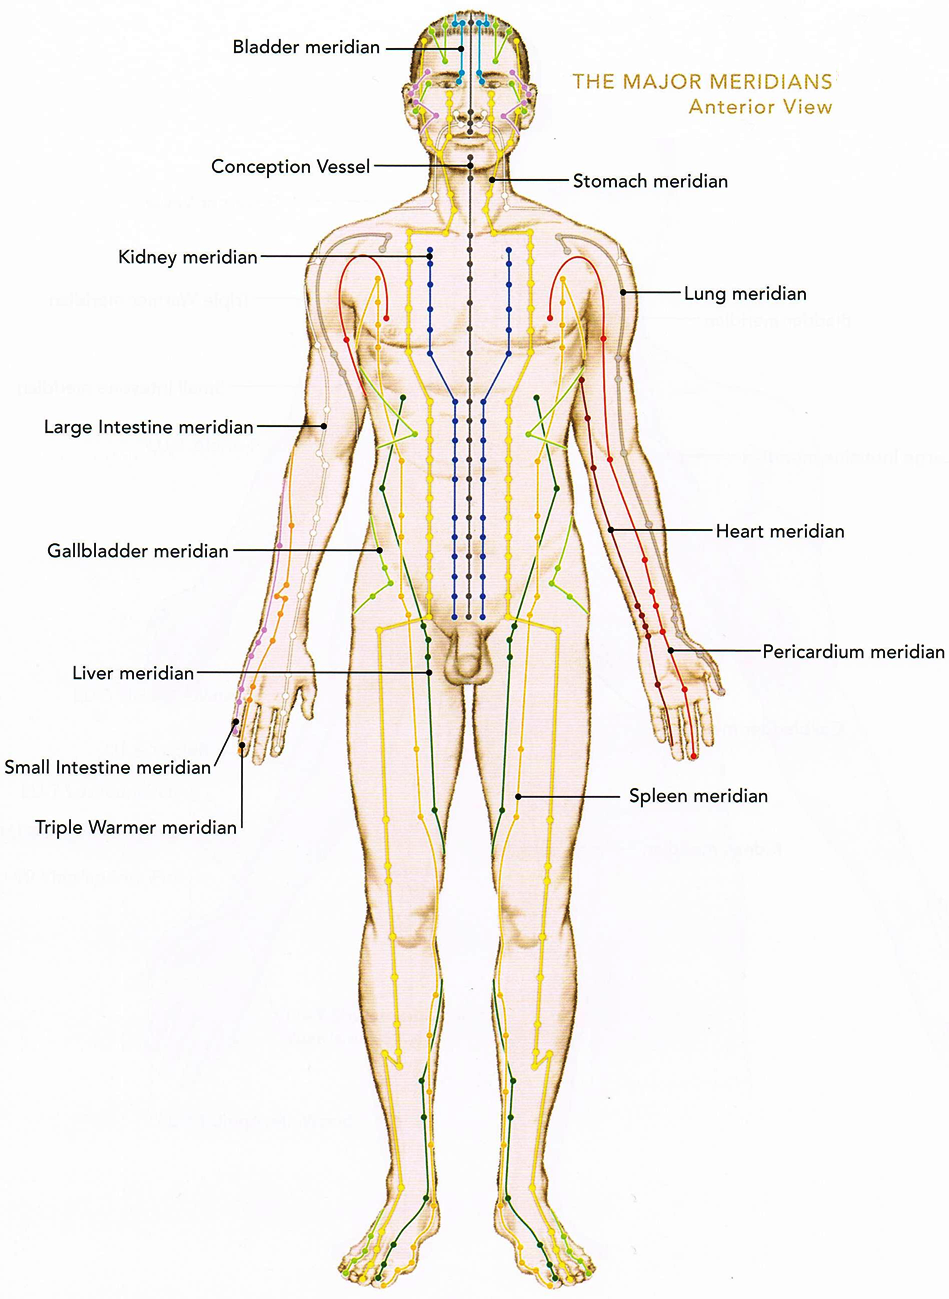 Bladder meridian
THE MAJOR MERIDIANS
Anterior View
Conception Vessel
Stomach meridian
Kidney meridian
Lung meridian
Large Intestine meridian
Heart meridian
Gallbladder meridian
Pericardium meridian
Liver meridian
Small Intestine meridian
Spleen meridian
Triple Warmer meridian